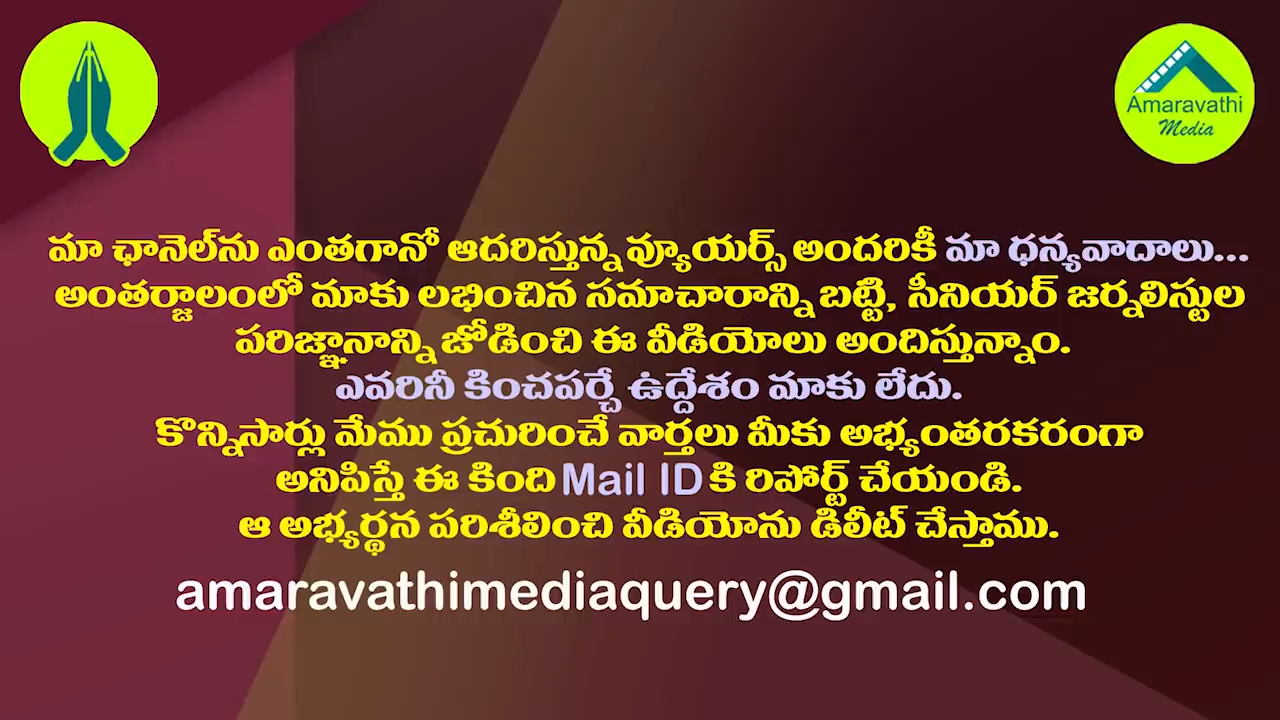 Amaravathi
Media
మా ఛానెల్‌ను ఎంతగానో ఆదరిస్తున్న వ్యూయర్స్ అందరికీ మా ధన్యవాదాలు...
అంతర్జాలంలో మాకు లభించిన సమాచారాన్ని బట్టి, సీనియర్ జర్నలిస్టుల
పరిజ్ఞానాన్ని జోడించి ఈ వీడియోలు అందిస్తున్నాం.
ఎవరినీ కించపర్చే ఉద్దేశం మాకు లేదు.
కొన్నిసార్లు మేము ప్రచురించే వార్తలు మీకు అభ్యంతరకరంగా
అనిపిస్తే ఈ కింది Mail ID కి రిపోర్ట్ చేయండి.
ఆ అభ్యర్థన పరిశీలించి వీడియోను డిలీట్ చేస్తాము.
amaravathimediaquery@gmail.com